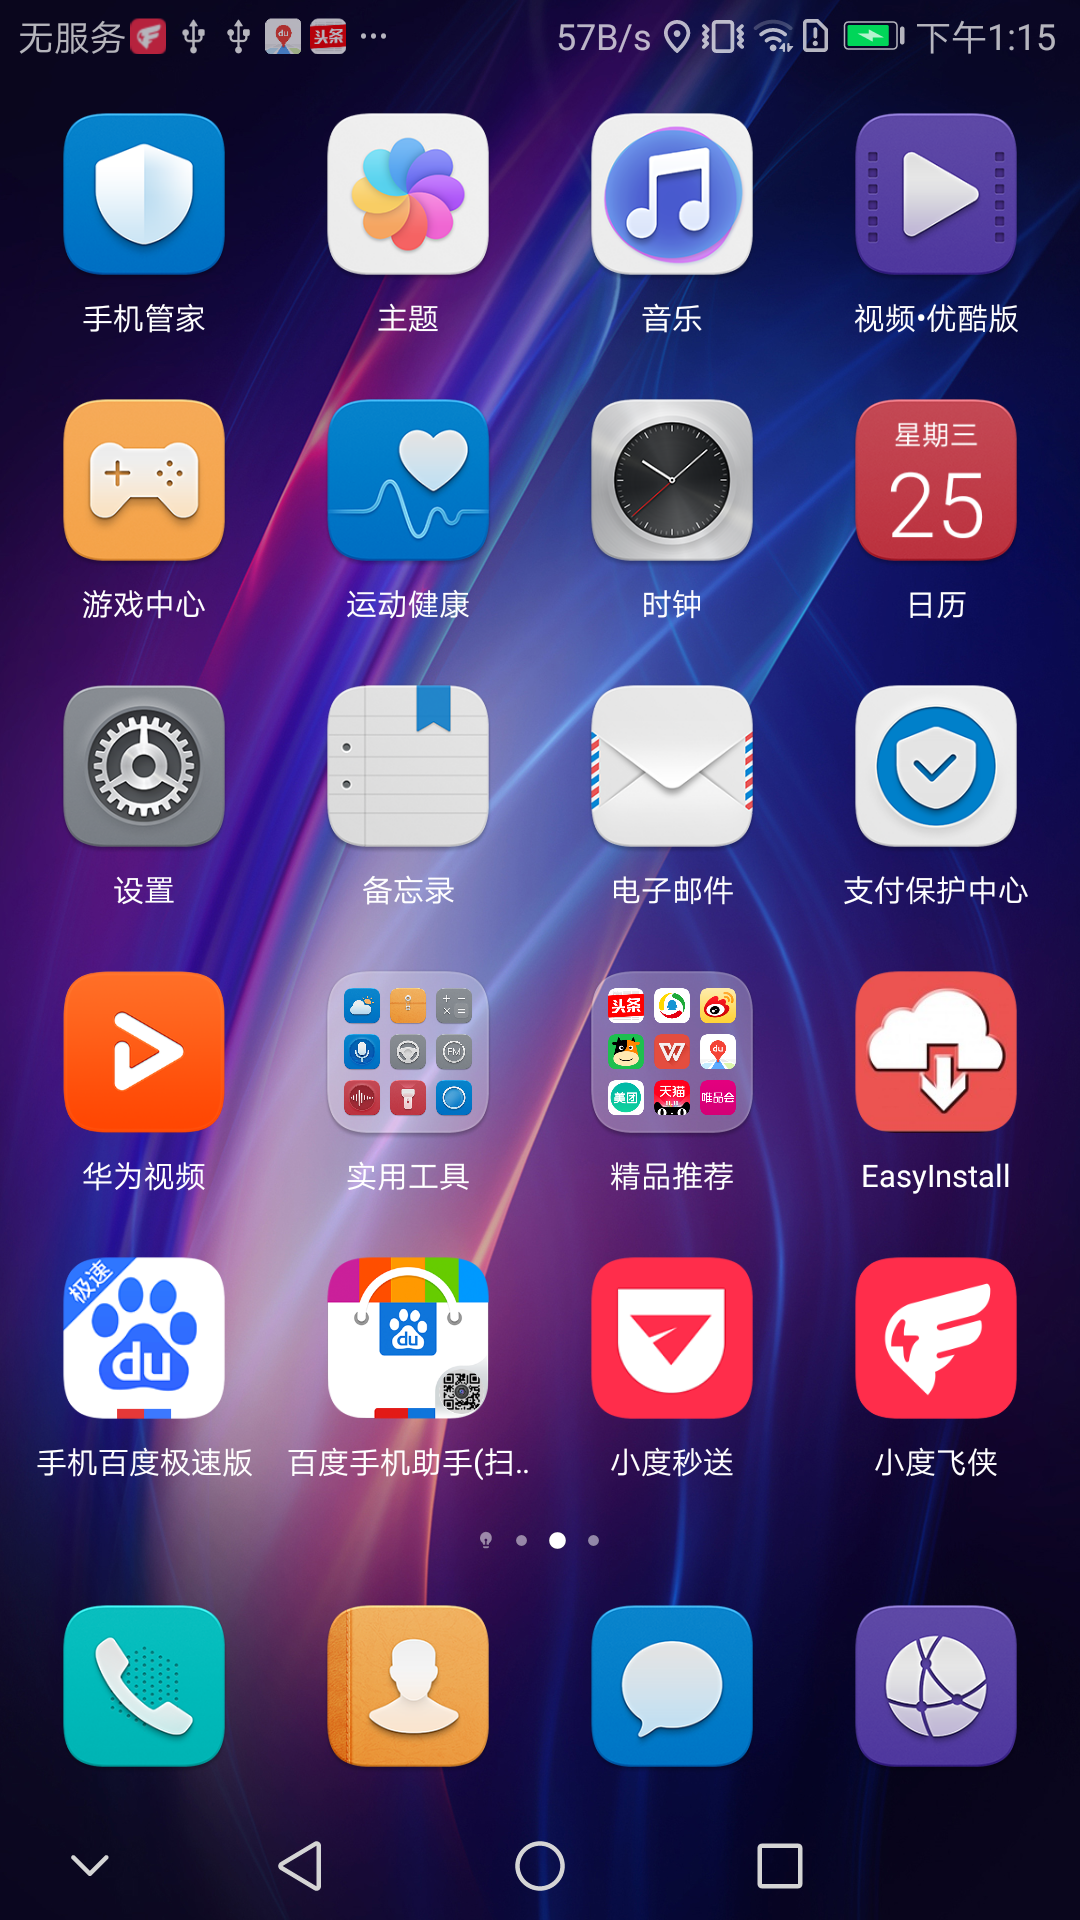 无服务 头条 ··· 57B/s 下午1:15
手机管家 主题 音乐 视频•优酷版
星期三
25
游戏中心 运动健康 时钟 日历
设置 备忘录 电子邮件 支付保护中心
头条
FM W du
美团 天猫 唯品会
华为视频 实用工具 精品推荐 EasyInstall
极速
du du
手机百度极速版 百度手机助手(扫.. 小度秒送 小度飞侠